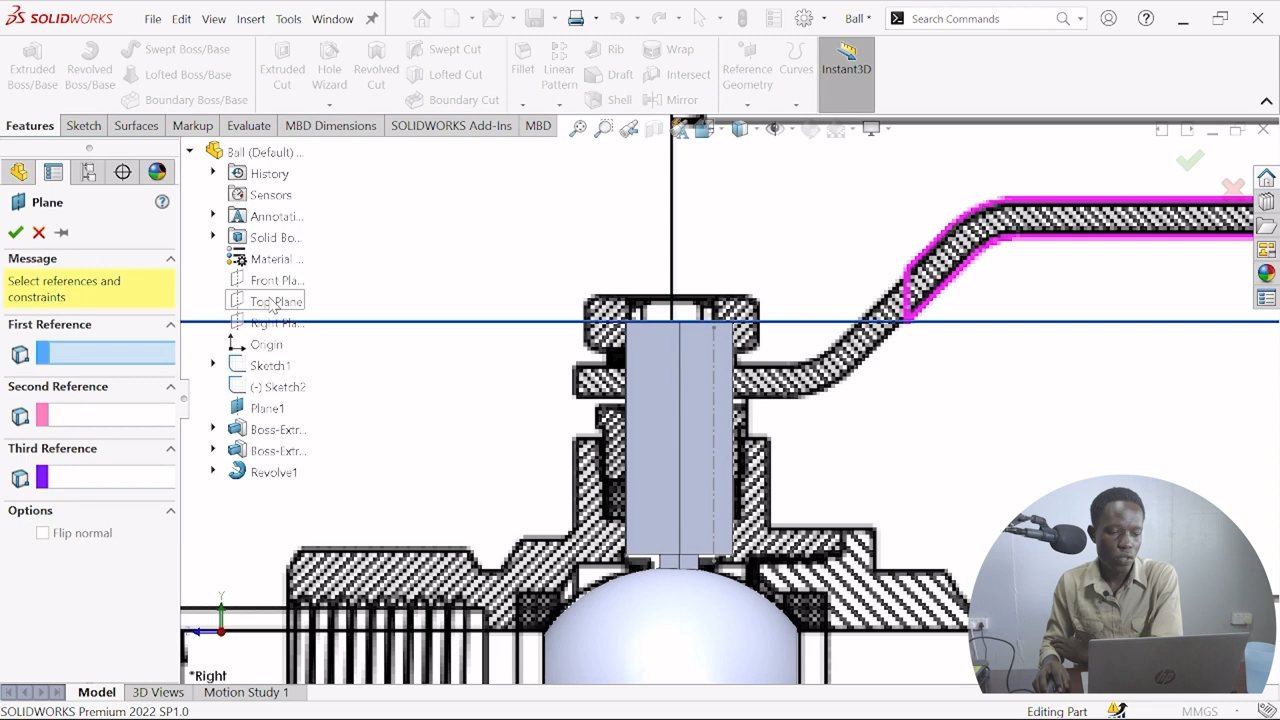 SOLIDWORKS File Edit View Insert Tools Window Ball * Search Commands
Extruded Boss/Base
Revolved Boss/Base
Swept Boss/Base
Lofted Boss/Base
Boundary Boss/Base
Extruded Cut
Hole Wizard
Revolved Cut
Swept Cut
Lofted Cut
Boundary Cut
Fillet
Linear Pattern
Rib
Draft
Shell
Wrap
Intersect
Mirror
Reference Geometry
Curves
Instant3D
Features Sketch Surfaces Markup Evaluate MBD Dimensions SOLIDWORKS Add-Ins MBD
Plane
Message
Select references and
constraints
First Reference
Second Reference
Third Reference
Options
Flip normal
Ball (Default) ...
History
Sensors
Annotati...
Solid Bo...
Material ...
Front Pla...
Top Plane
Right Pla...
Origin
Sketch1
(-) Sketch2
Plane1
Boss-Extr...
Boss-Extr...
Revolve1
Y
*Right
hp
Model 3D Views Motion Study 1
SOLIDWORKS Premium 2022 SP1.0 Editing Part MMGS